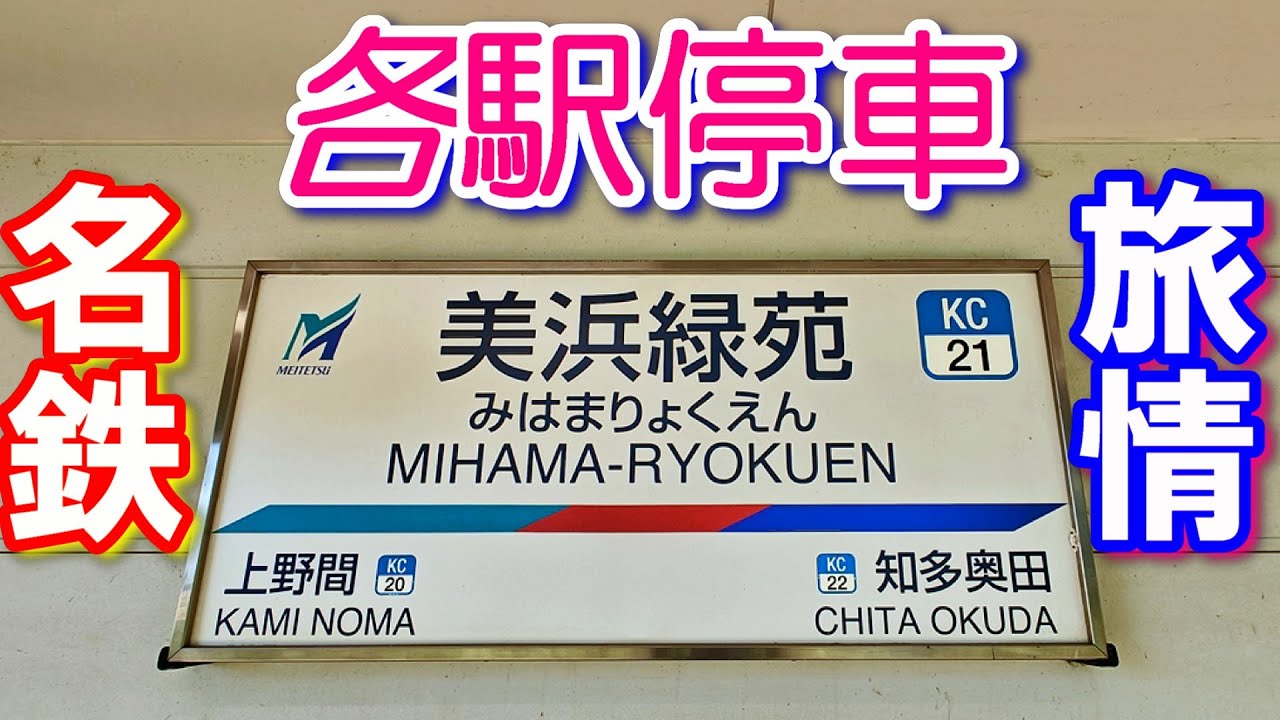 各駅停車
名鉄
旅情
MEITETSU
美浜緑苑
KC
21
みはまりょくえん
MIHAMA-RYOKUEN
上野間
KC
20
KAMI NOMA
KC
22
知多奥田
CHITA OKUDA